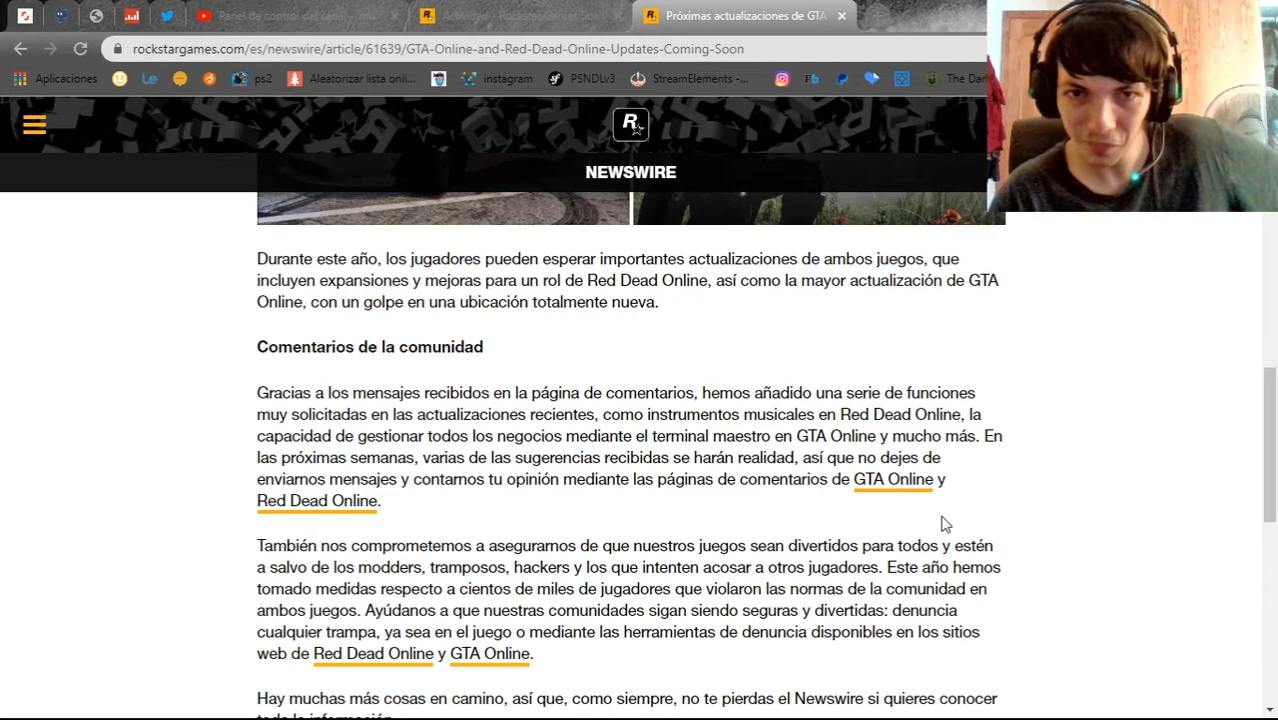 Panel de control del canal - You
Actividad - Rockstar Games So
Próximas actualizaciones de GTA
rockstargames.com/es/newswire/article/61639/GTA-Online-and-Red-Dead-Online-Updates-Coming-Soon
Aplicaciones
ps2
Aleatorizar lista onli...
instagram
PSNDLv3
StreamElements -...
The Dark
R
NEWSWIRE
Durante este año, los jugadores pueden esperar importantes actualizaciones de ambos juegos, que
incluyen expansiones y mejoras para un rol de Red Dead Online, así como la mayor actualización de GTA
Online, con un golpe en una ubicación totalmente nueva.
Comentarios de la comunidad
Gracias a los mensajes recibidos en la página de comentarios, hemos añadido una serie de funciones
muy solicitadas en las actualizaciones recientes, como instrumentos musicales en Red Dead Online, la
capacidad de gestionar todos los negocios mediante el terminal maestro en GTA Online y mucho más. En
las próximas semanas, varias de las sugerencias recibidas se harán realidad, así que no dejes de
enviarnos mensajes y contarnos tu opinión mediante las páginas de comentarios de GTA Online y
Red Dead Online.
También nos comprometemos a asegurarnos de que nuestros juegos sean divertidos para todos y estén
a salvo de los modders, tramposos, hackers y los que intenten acosar a otros jugadores. Este año hemos
tomado medidas respecto a cientos de miles de jugadores que violaron las normas de la comunidad en
ambos juegos. Ayúdanos a que nuestras comunidades sigan siendo seguras y divertidas: denuncia
cualquier trampa, ya sea en el juego o mediante las herramientas de denuncia disponibles en los sitios
web de Red Dead Online y GTA Online.
Hay muchas más cosas en camino, así que, como siempre, no te pierdas el Newswire si quieres conocer
toda la información.